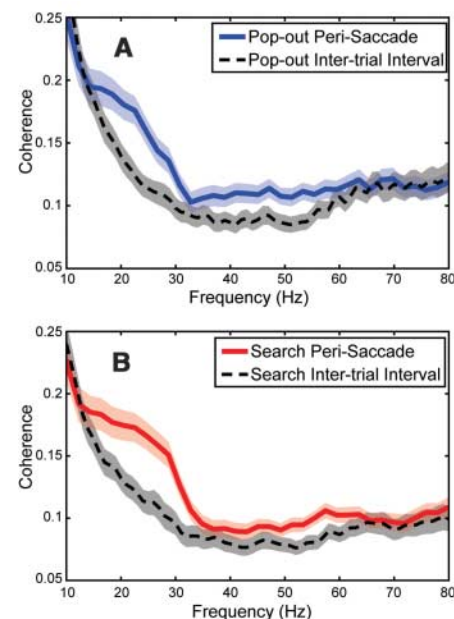 A
Pop-out Peri-Saccade
Pop-out Inter-trial Interval
0.25
0.2
0.15
0.1
0.05
Coherence
10 20 30 40 50 60 70 80
Frequency (Hz)
B
Search Peri-Saccade
Search Inter-trial Interval
0.25
0.2
0.15
0.1
0.05
Coherence
10 20 30 40 50 60 70 80
Frequency (Hz)